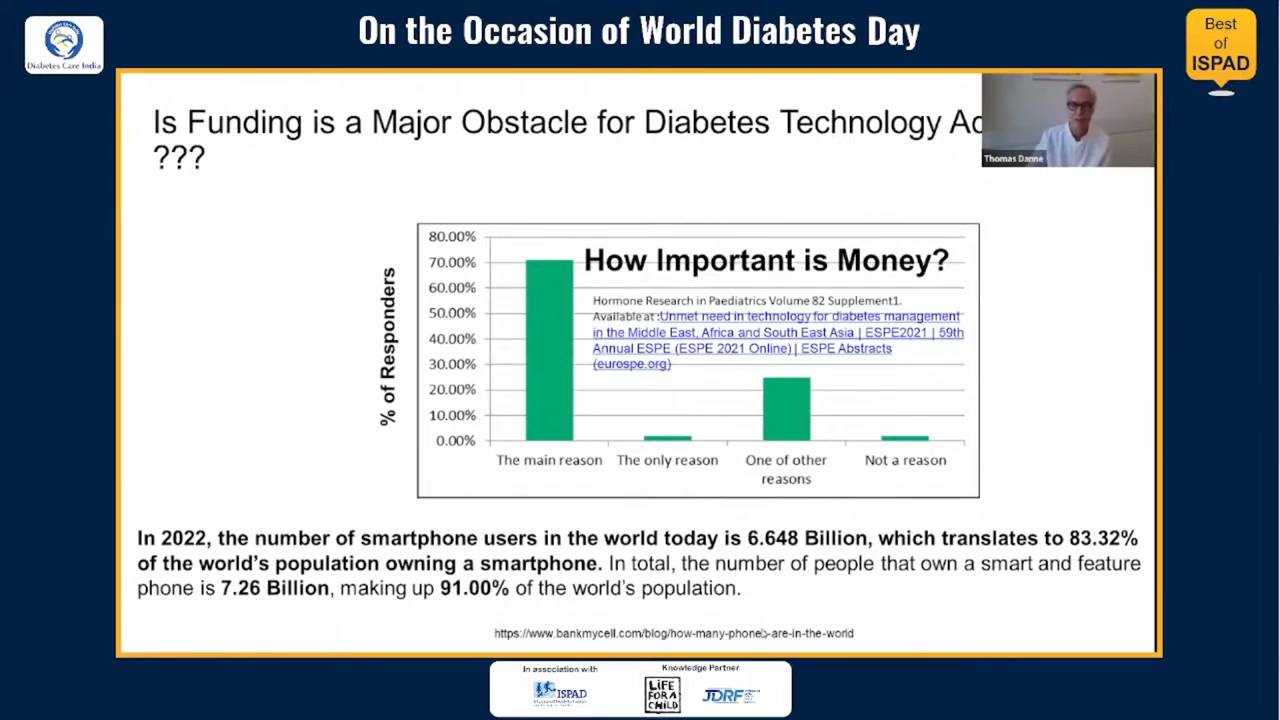 On the Occasion of World Diabetes Day
Best
of
ISPAD
Diabetes Care India
Is Funding is a Major Obstacle for Diabetes Technology
???
Thomas Danne
How Important is Money?
Hormone Research in Paediatrics Volume 82 Supplement1.
Available at :Unmet need in technology for diabetes management
in the Middle East, Africa and South East Asia | ESPE2021 | 59th
Annual ESPE (ESPE 2021 Online) | ESPE Abstracts
(eurospe.org)
% of Responders
80.00%
70.00%
60.00%
50.00%
40.00%
30.00%
20.00%
10.00%
0.00%
The main reason
The only reason
One of other
reasons
Not a reason
In 2022, the number of smartphone users in the world today is 6.648 Billion, which translates to 83.32%
of the world's population owning a smartphone. In total, the number of people that own a smart and feature
phone is 7.26 Billion, making up 91.00% of the world's population.
https://www.bankmycell.com/blog/how-many-phones-are-in-the-world
In association with
ISPAD
Knowledge Partner
LiFE
FOR A
CHiLD
JDRF